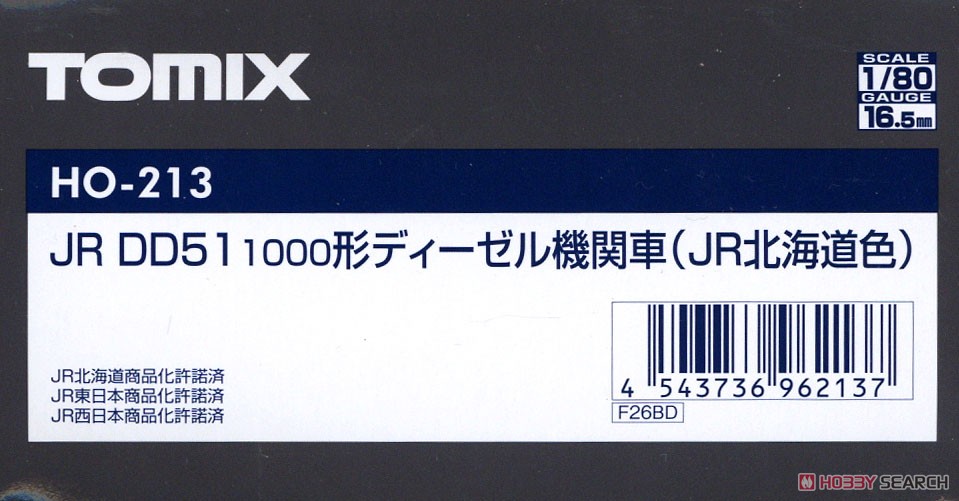 TOMIX
SCALE
1/80
GAUGE
16.5mm
HO-213
JR DD51 1000形ディーゼル機関車(JR北海道色)
JR北海道商品化許諾済
JR東日本商品化許諾済
JR西日本商品化許諾済
4 543736 962137
F26BD
HOBBY SEARCH